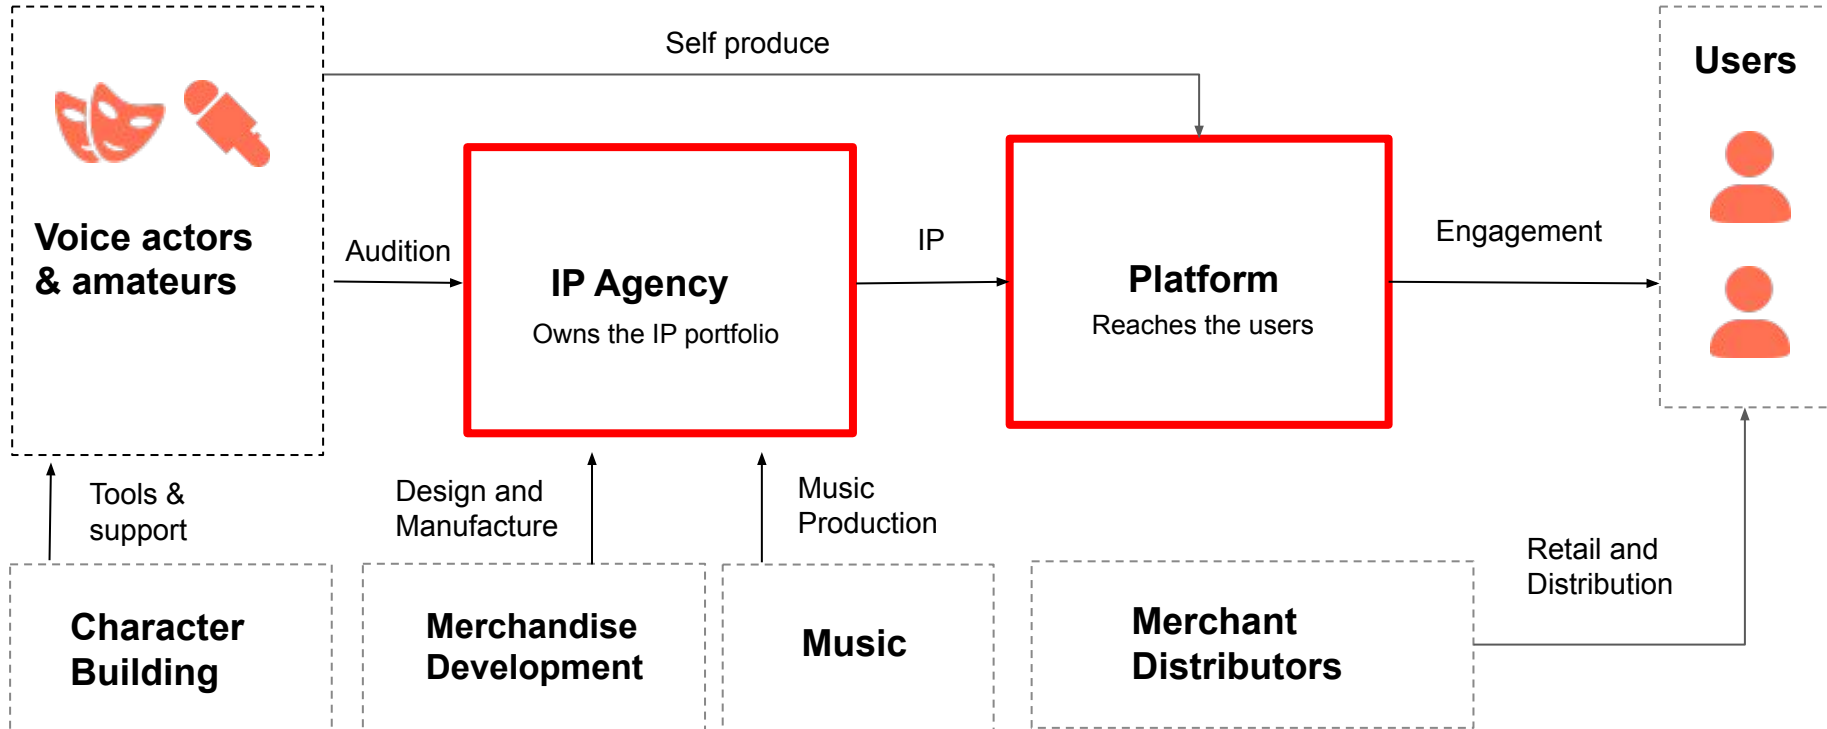 Self produce
Users
Voice actors
& amateurs
Audition
IP Agency
Owns the IP portfolio
IP
Platform
Reaches the users
Engagement
Tools &
support
Design and
Manufacture
Music
Production
Retail and
Distribution
Character
Building
Merchandise
Development
Music
Merchant
Distributors